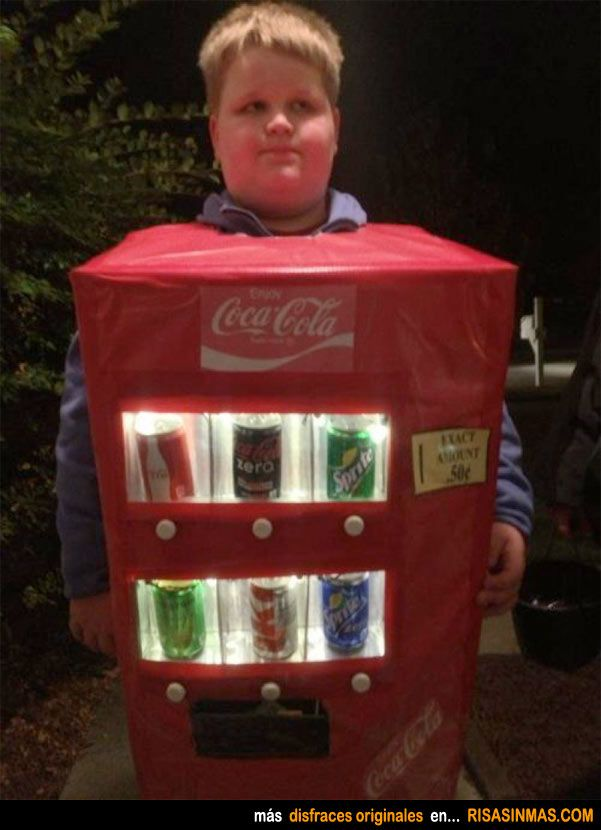 ENJOY
Coca-Cola
Coca-Cola
zero
Sprite
EXACT
AMOUNT
.50¢
Sprite
Coca-Cola
más disfraces originales en... RISASINMAS.COM